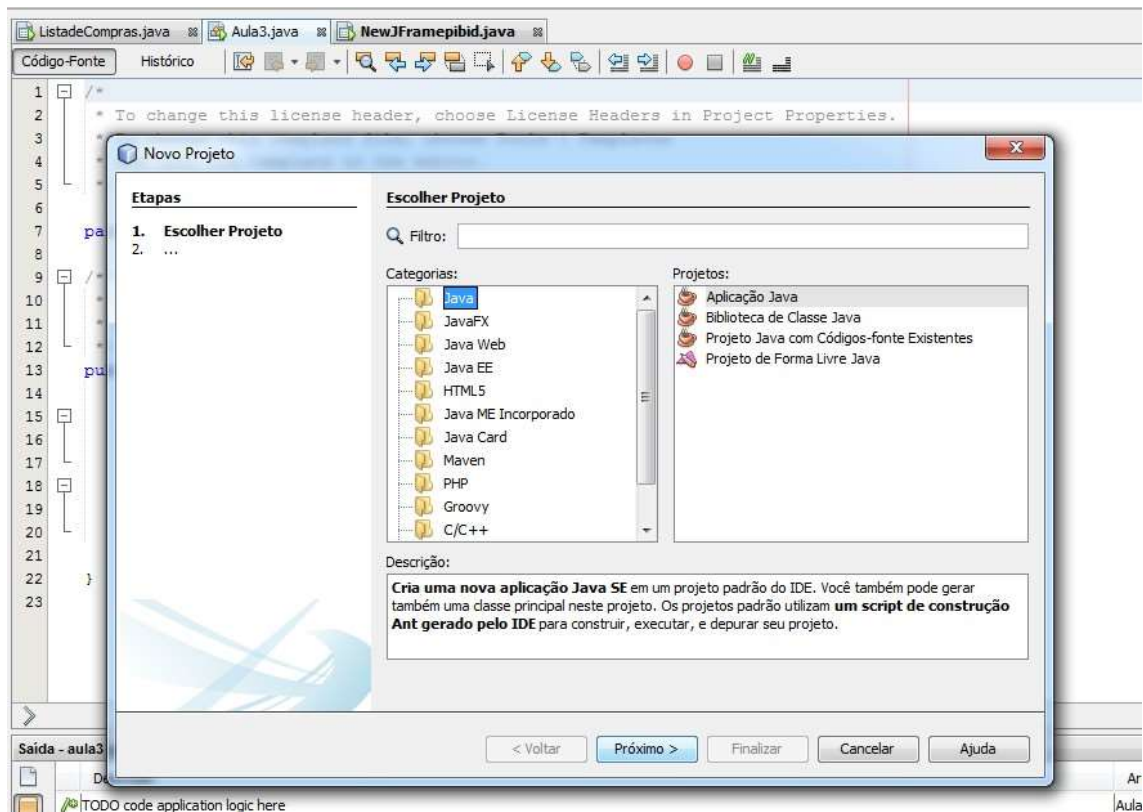 ListadeCompras.java Aula3.java NewJFramepibid.java
Código-Fonte Histórico
1 /*
2 * To change this license header, choose License Headers in Project Properties.
3
4
5
6
7 pa
8
9 /*
10 *
11 *
12 *
13 pu
14
15
16
17
18
19
20
21
22 }
23
Novo Projeto
Etapas
1. Escolher Projeto
2. ...
Escolher Projeto
Filtro:
Categorias:
Java
JavaFX
Java Web
Java EE
HTML5
Java ME Incorporado
Java Card
Maven
PHP
Groovy
C/C++
Projetos:
Aplicação Java
Biblioteca de Classe Java
Projeto Java com Códigos-fonte Existentes
Projeto de Forma Livre Java
Descrição:
Cria uma nova aplicação Java SE em um projeto padrão do IDE. Você também pode gerar
também uma classe principal neste projeto. Os projetos padrão utilizam um script de construção
Ant gerado pelo IDE para construir, executar, e depurar seu projeto.
< Voltar Próximo > Finalizar Cancelar Ajuda
Saída - aula3
De Ar
TODO code application logic here Aula